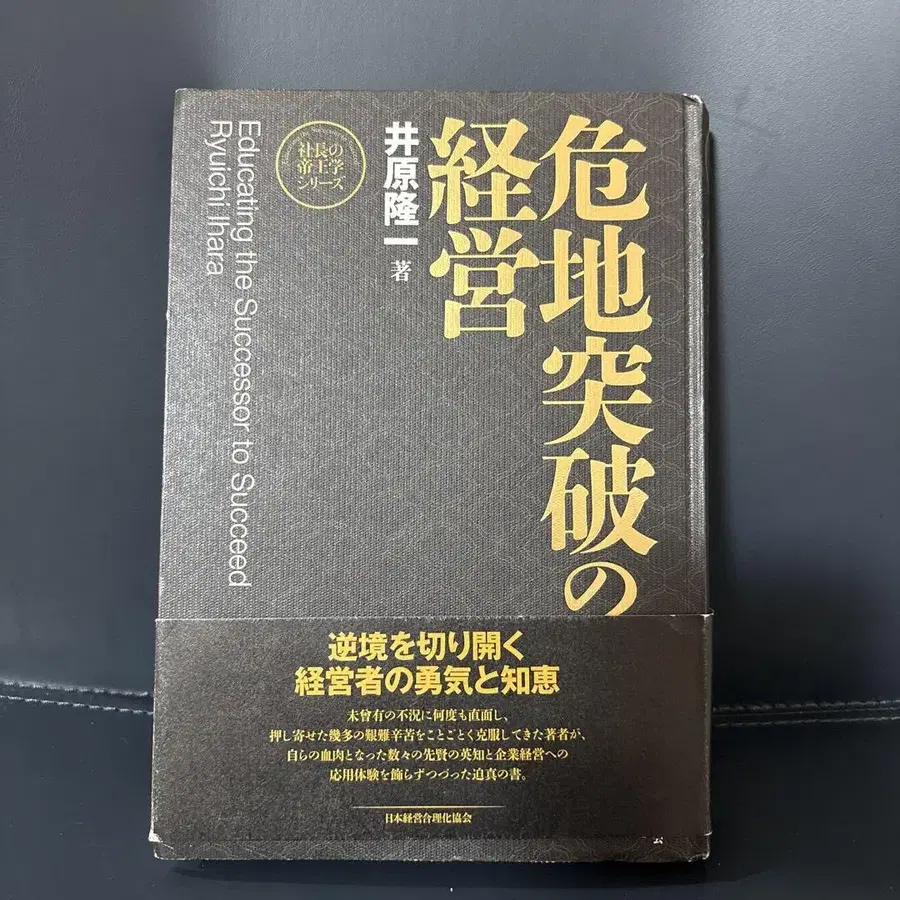 危地突破の
経営
井原隆一 著
社長の
帝王学
シリーズ
Educating the Successor to Succeed
Ryuichi Ihara
逆境を切り開く
経営者の勇気と知恵
未曾有の不況に何度も直面し、
押し寄せた幾多の艱難辛苦をことごとく克服してきた著者が、
自らの血肉となった数々の先賢の英知と企業経営への
応用体験を飾らずつづった迫真の書。
日本経営合理化協会